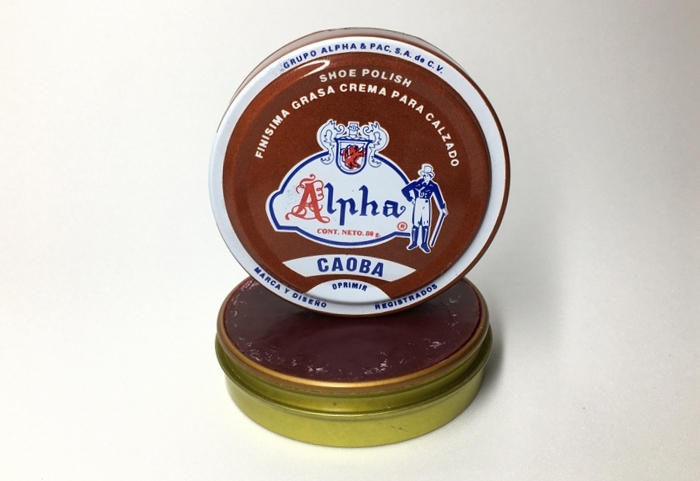 GRUPO ALPHA & PAC, S.A. de C.V.
SHOE POLISH
FINISIMA GRASA CREMA PARA CALZADO
Alpha ®
CONT. NETO. 80 g.
CAOBA
OPRIMIR
MARCA Y DISEÑO REGISTRADOS